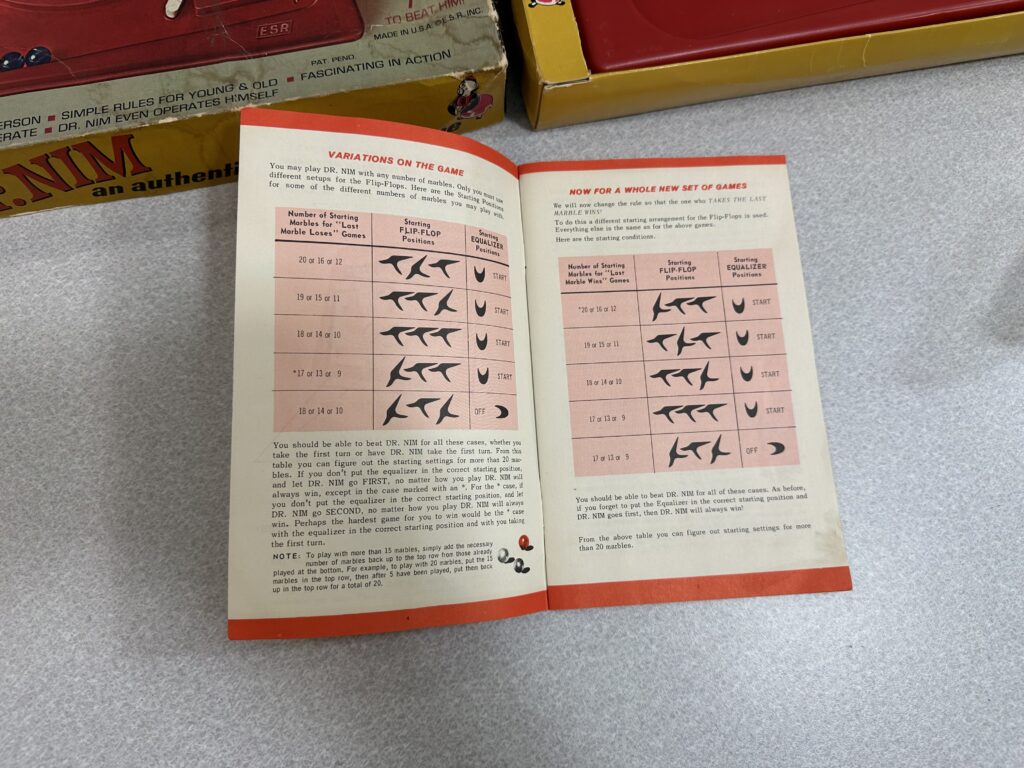 TO BEAT HIM!
MADE IN U.S.A. © E.S.R., INC.
ESR
PAT. PEND.
FASCINATING IN ACTION
ERSON ▪ SIMPLE RULES FOR YOUNG & OLD ▪
ERATE ▪ DR. NIM EVEN OPERATES HIMSELF
.NIM
an authenti
VARIATIONS ON THE GAME
You may play DR. NIM with any number of marbles. Only you must use
different setups for the Flip-Flops. Here are the Starting Positions
for some of the different numbers of marbles you may play with.
Number of Starting
Marbles for "Last
Marble Loses" Games
Starting
FLIP-FLOP
Positions
Starting
EQUALIZER
Positions
20 or 16 or 12
START
19 or 15 or 11
START
18 or 14 or 10
START
*17 or 13 or 9
START
18 or 14 or 10
OFF
You should be able to beat DR. NIM for all these cases, whether you
take the first turn or have DR. NIM take the first turn. From this
table you can figure out the starting settings for more than 20 mar-
bles. If you don't put the equalizer in the correct starting position,
and let DR. NIM go FIRST, no matter how you play DR. NIM will
always win, except in the case marked with an *. For the * case, if
you don't put the equalizer in the correct starting position, and let
DR. NIM go SECOND, no matter how you play DR. NIM will always
win. Perhaps the hardest game for you to win would be the * case
with the equalizer in the correct starting position and with you taking
the first turn.
NOTE: To play with more than 15 marbles, simply add the necessary
number of marbles back up to the top row from those already
played at the bottom. For example, to play with 20 marbles, put the 15
marbles in the top row, then after 5 have been played, put them back
up in the top row for a total of 20.
4
NOW FOR A WHOLE NEW SET OF GAMES
We will now change the rule so that the one who TAKES THE LAST
MARBLE WINS!
To do this a different starting arrangement for the Flip-Flops is used.
Everything else is the same as for the above games.
Here are the starting conditions.
Number of Starting
Marbles for "Last
Marble Wins" Games
Starting
FLIP-FLOP
Positions
Starting
EQUALIZER
Positions
*20 or 16 or 12
START
19 or 15 or 11
START
18 or 14 or 10
START
17 or 13 or 9
START
17 or 13 or 9
OFF
You should be able to beat DR. NIM for all of these cases. As before,
if you forget to put the Equalizer in the correct starting position and
DR. NIM goes first, then DR. NIM will always win!
From the above table you can figure out starting settings for more
than 20 marbles.